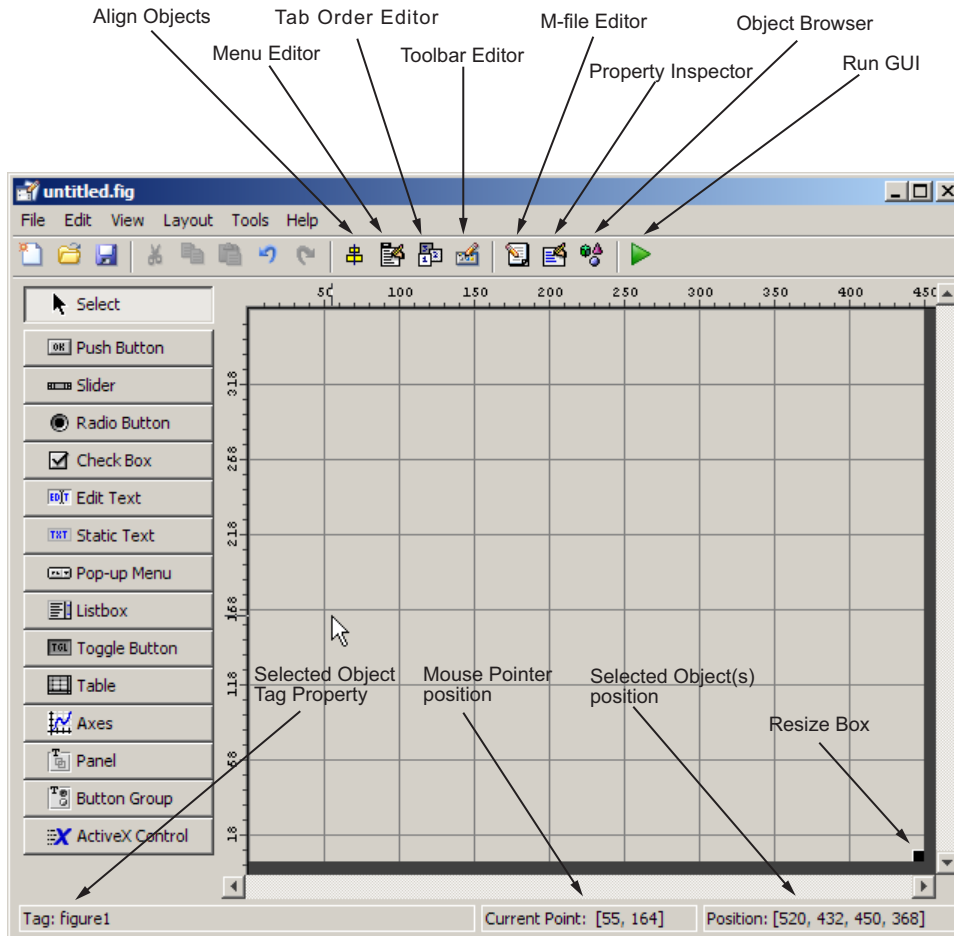 Align Objects
Tab Order Editor
M-file Editor
Object Browser
Menu Editor
Toolbar Editor
Property Inspector
Run GUI
untitled.fig
File Edit View Layout Tools Help
50 100 150 200 250 300 350 400 450
Select
OK Push Button
Slider
318
Radio Button
Check Box
268
EDIT Edit Text
TXT Static Text
218
Pop-up Menu
Listbox
168
TGL Toggle Button
Selected Object
Tag Property
Mouse Pointer
position
Selected Object(s)
position
Table
118
Axes
Resize Box
Panel
68
Button Group
ActiveX Control
18
Tag: figure1
Current Point: [55, 164]
Position: [520, 432, 450, 368]